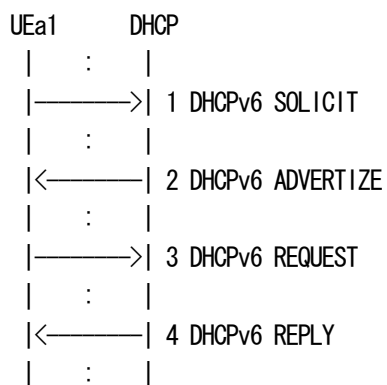 UEa1 DHCP
| : |
|--------->| 1 DHCPv6 SOLICIT
| : |
|<---------| 2 DHCPv6 ADVERTIZE
| : |
|--------->| 3 DHCPv6 REQUEST
| : |
|<---------| 4 DHCPv6 REPLY
| : |